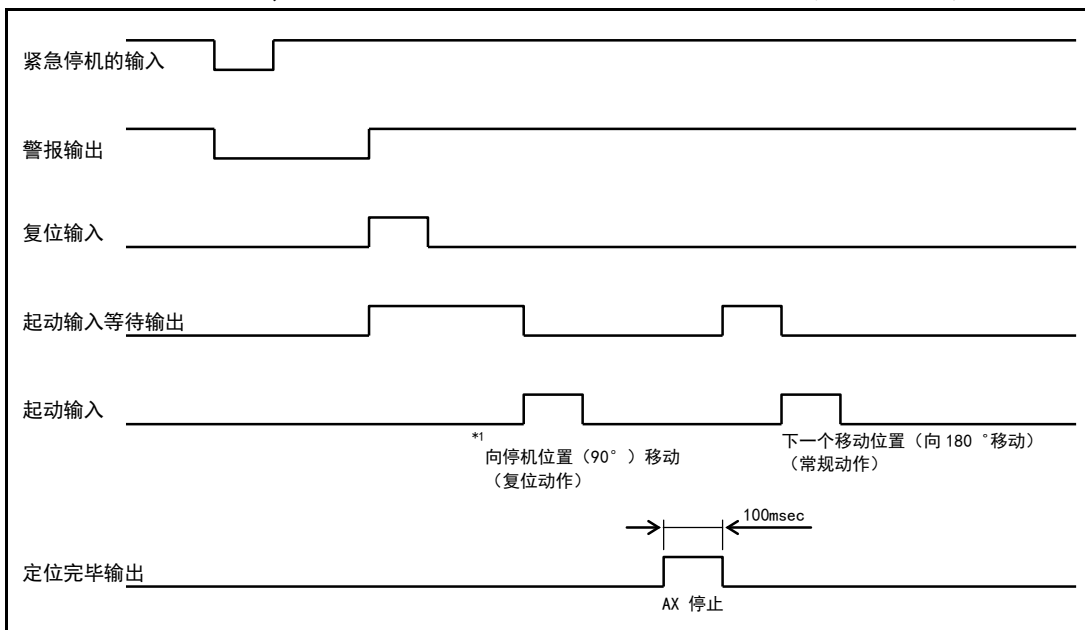 紧急停机的输入
警报输出
复位输入
起动输入等待输出
起动输入
*1
向停机位置（90°）移动
（复位动作）
下一个移动位置（向 180 °移动）
（常规动作）
100msec
定位完毕输出
AX 停止